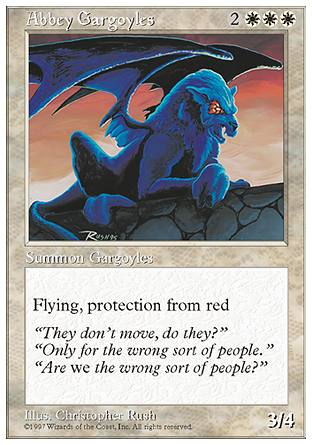 Abbey Gargoyles 2
RUSH95
Summon Gargoyles
Flying, protection from red
“They don't move, do they?”
“Only for the wrong sort of people.”
“Are we the wrong sort of people?”
Illus. Christopher Rush
©1997 Wizards of the Coast, Inc. All rights reserved. 3/4